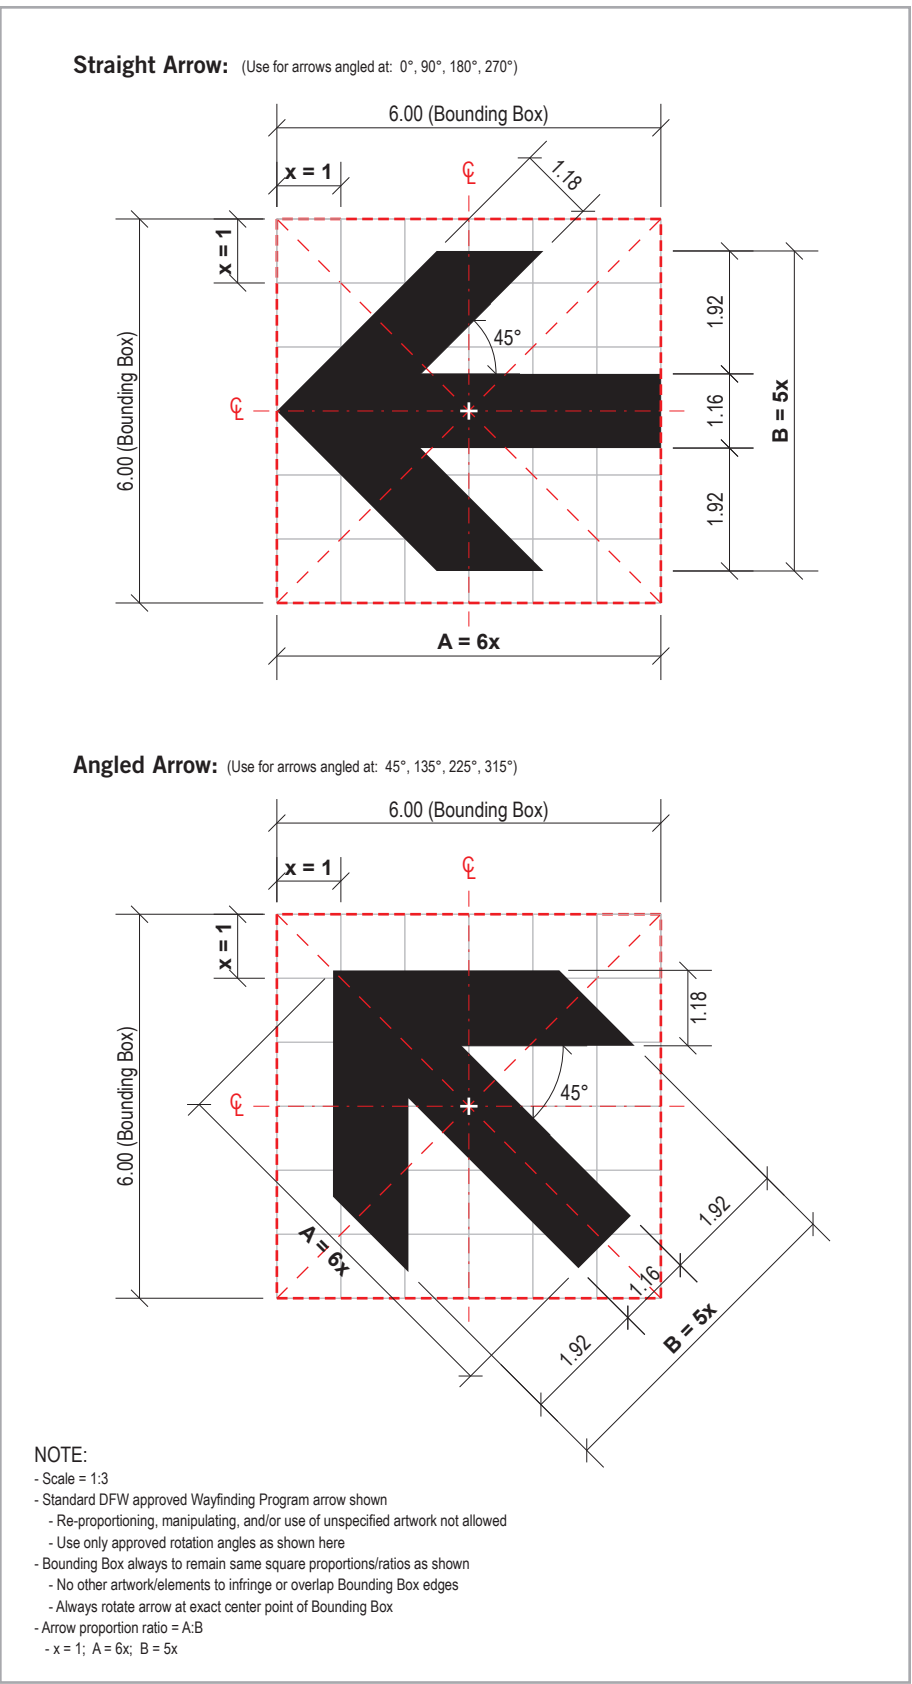 Straight Arrow: (Use for arrows angled at: 0°, 90°, 180°, 270°)
6.00 (Bounding Box)
x = 1
℄
1.18
x = 1
45°
1.92
6.00 (Bounding Box)
℄
1.16
B = 5x
1.92
A = 6x
Angled Arrow: (Use for arrows angled at: 45°, 135°, 225°, 315°)
6.00 (Bounding Box)
x = 1
℄
x = 1
1.18
6.00 (Bounding Box)
℄
45°
1.92
A = 6x
1.16
B = 5x
1.92
NOTE:
- Scale = 1:3
- Standard DFW approved Wayfinding Program arrow shown
- Re-proportioning, manipulating, and/or use of unspecified artwork not allowed
- Use only approved rotation angles as shown here
- Bounding Box always to remain same square proportions/ratios as shown
- No other artwork/elements to infringe or overlap Bounding Box edges
- Always rotate arrow at exact center point of Bounding Box
- Arrow proportion ratio = A:B
- x = 1; A = 6x; B = 5x